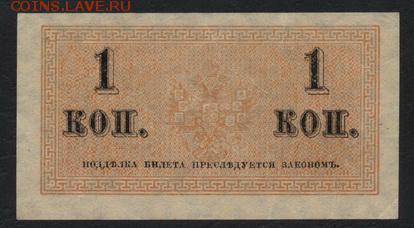 COINS.LAVE.RU
1 1
КОП. КОП.
ПОДДѢЛКА БИЛЕТА ПРЕСЛѢДУЕТСЯ ЗАКОНОМЪ.